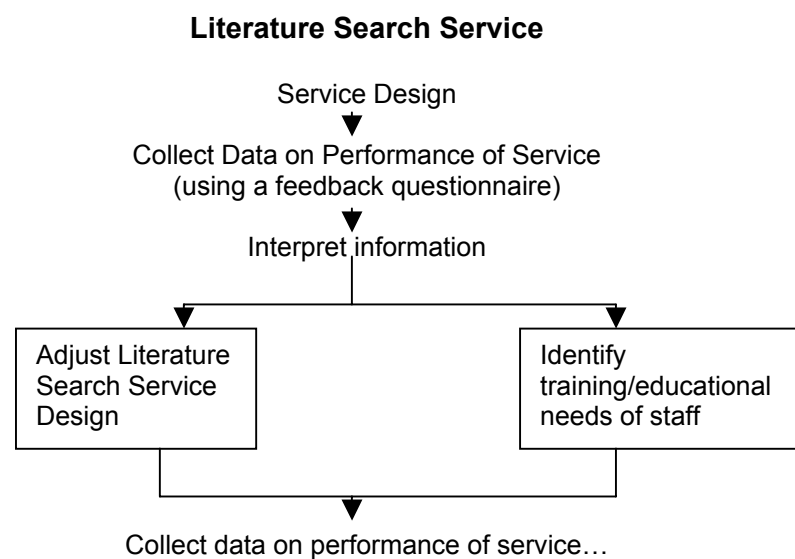 Literature Search Service
Service Design
Collect Data on Performance of Service
(using a feedback questionnaire)
Interpret information
Adjust Literature
Search Service
Design
Identify
training/educational
needs of staff
Collect data on performance of service…